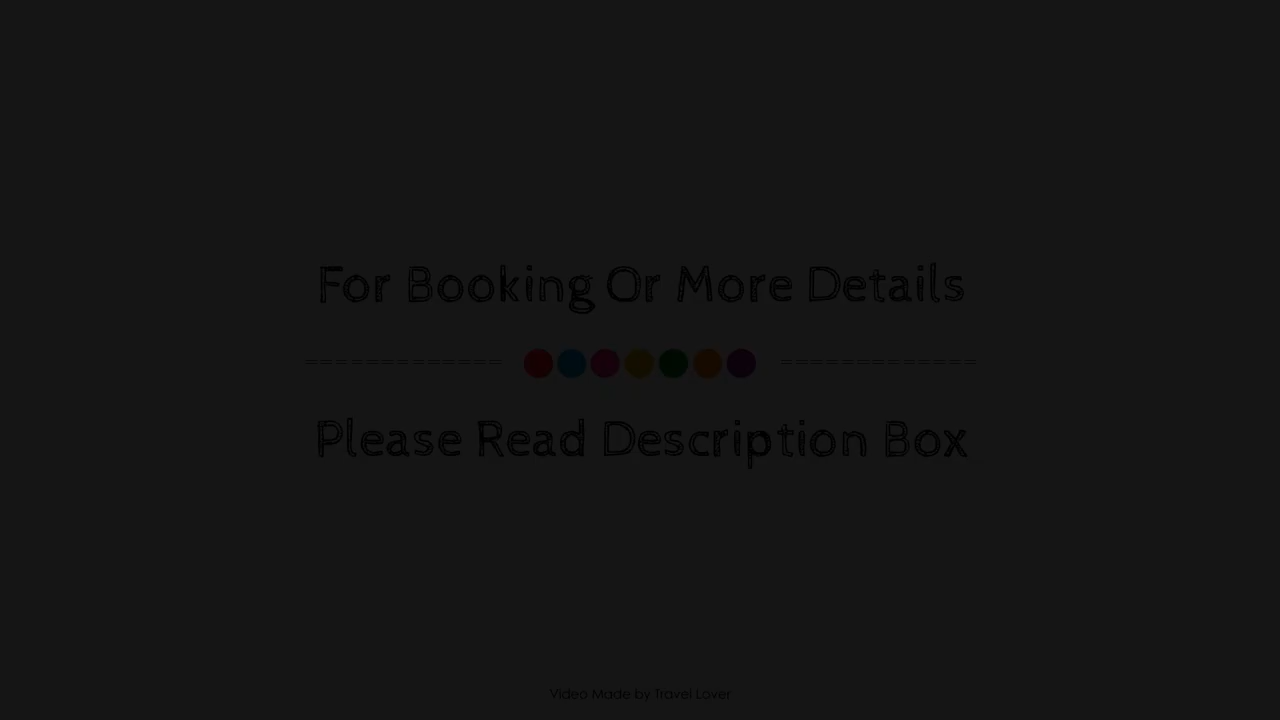 For Booking Or More Details
============= =============
Please Read Description Box
Video Made by Travel Lover